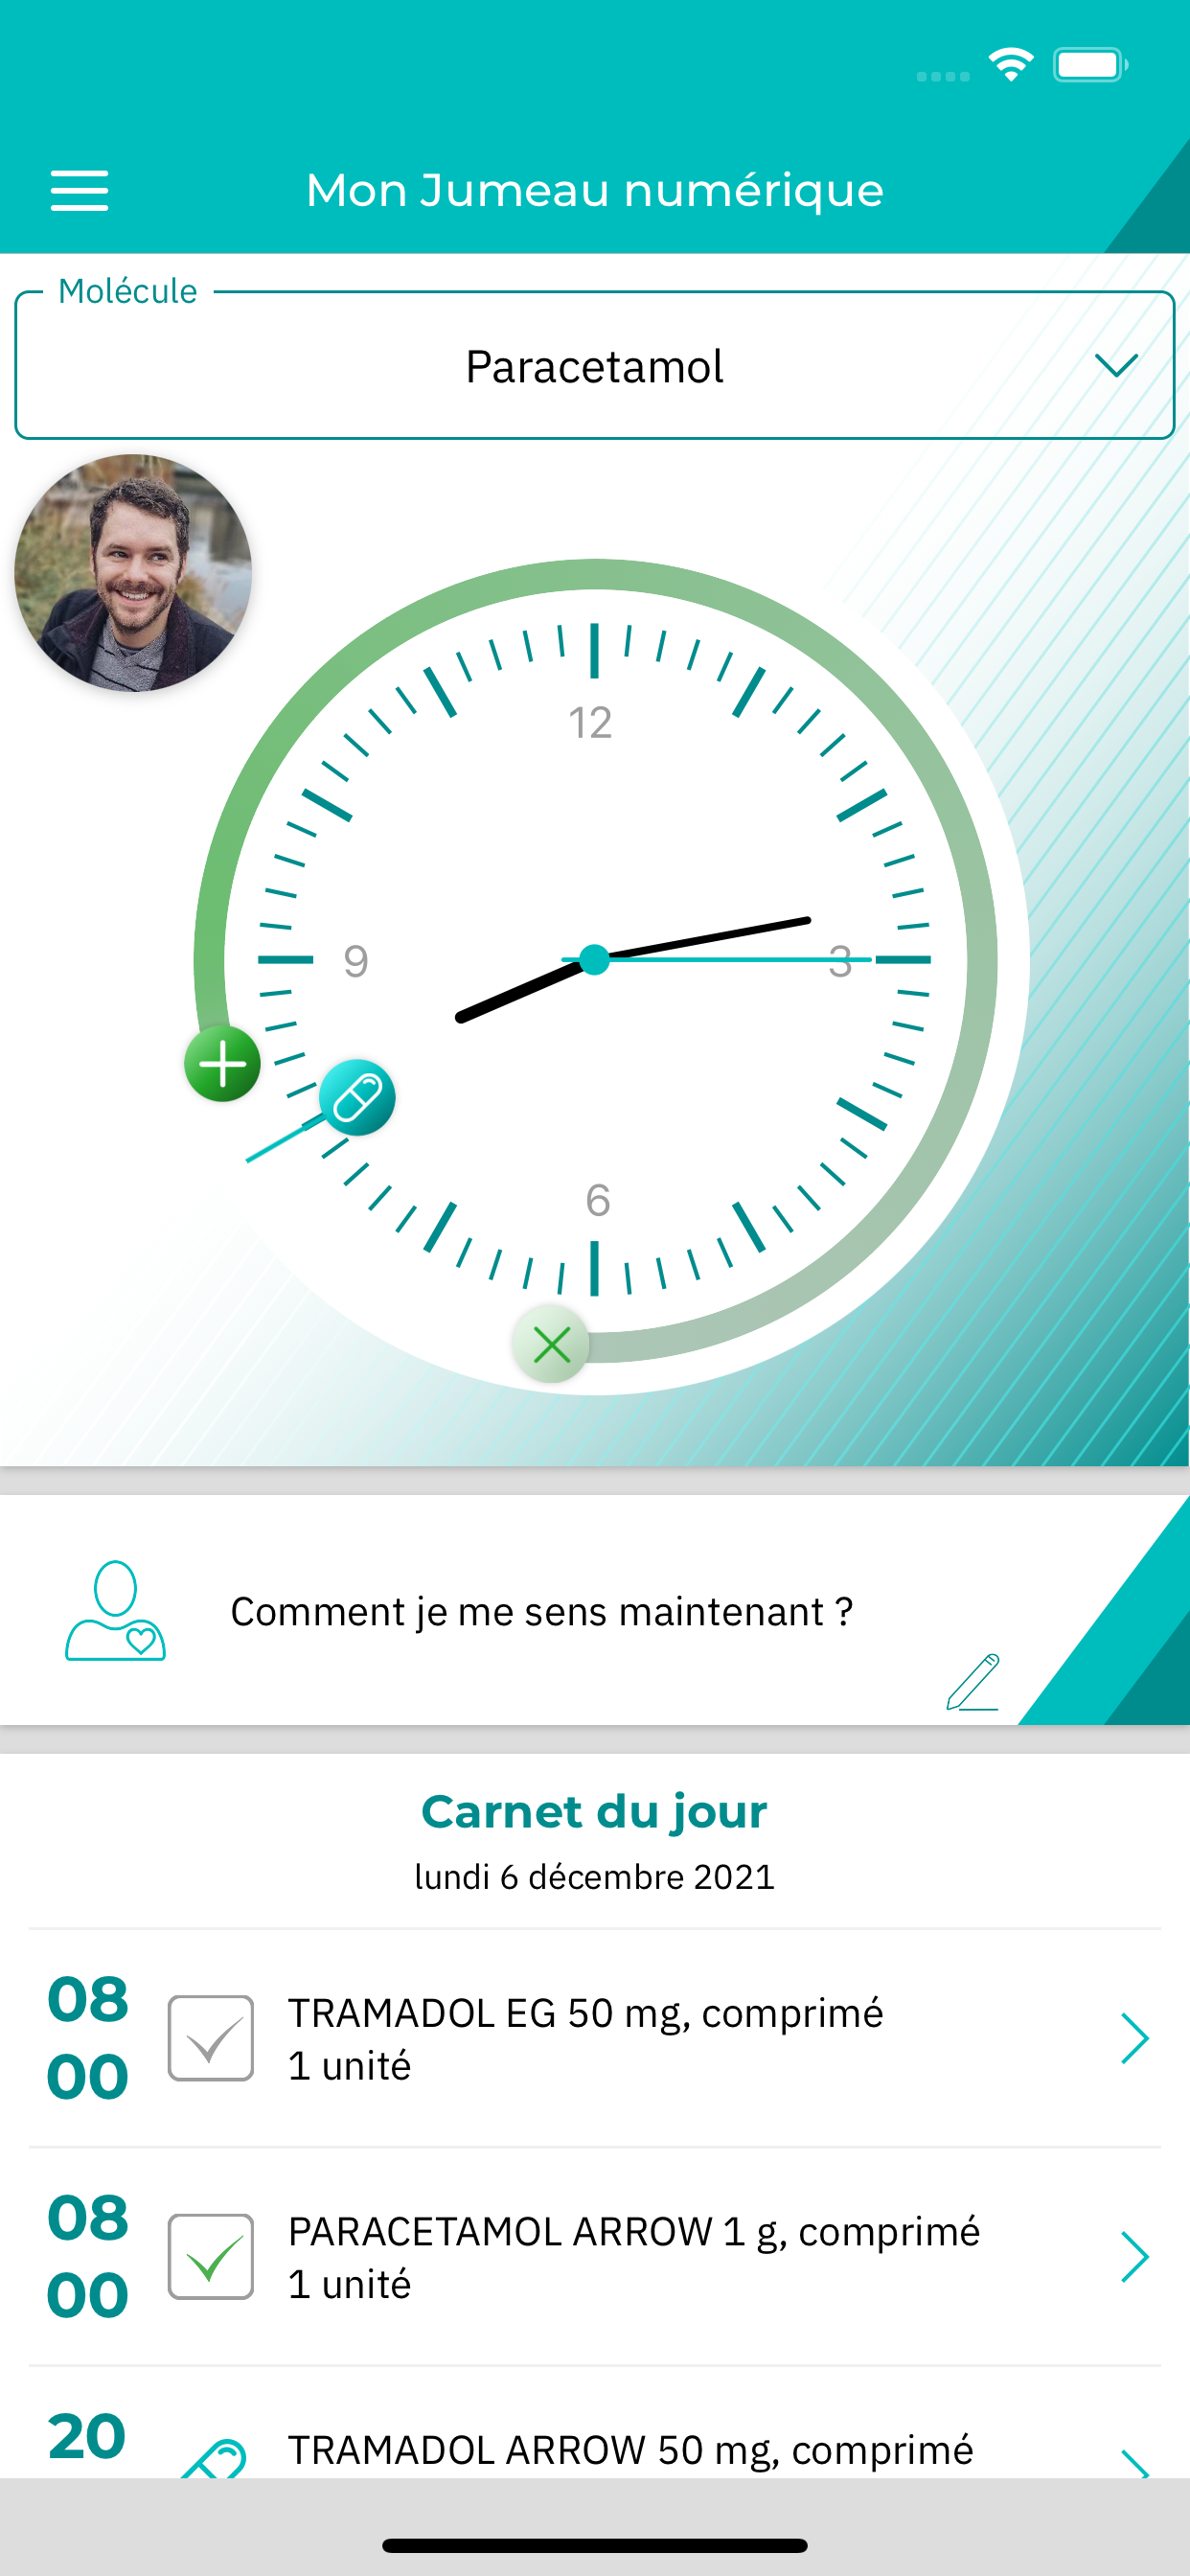 Mon Jumeau numérique
Molécule
Paracetamol
12
9
3
6
Comment je me sens maintenant ?
Carnet du jour
lundi 6 décembre 2021
08
00
TRAMADOL EG 50 mg, comprimé
1 unité
08
00
PARACETAMOL ARROW 1 g, comprimé
1 unité
20
TRAMADOL ARROW 50 mg, comprimé